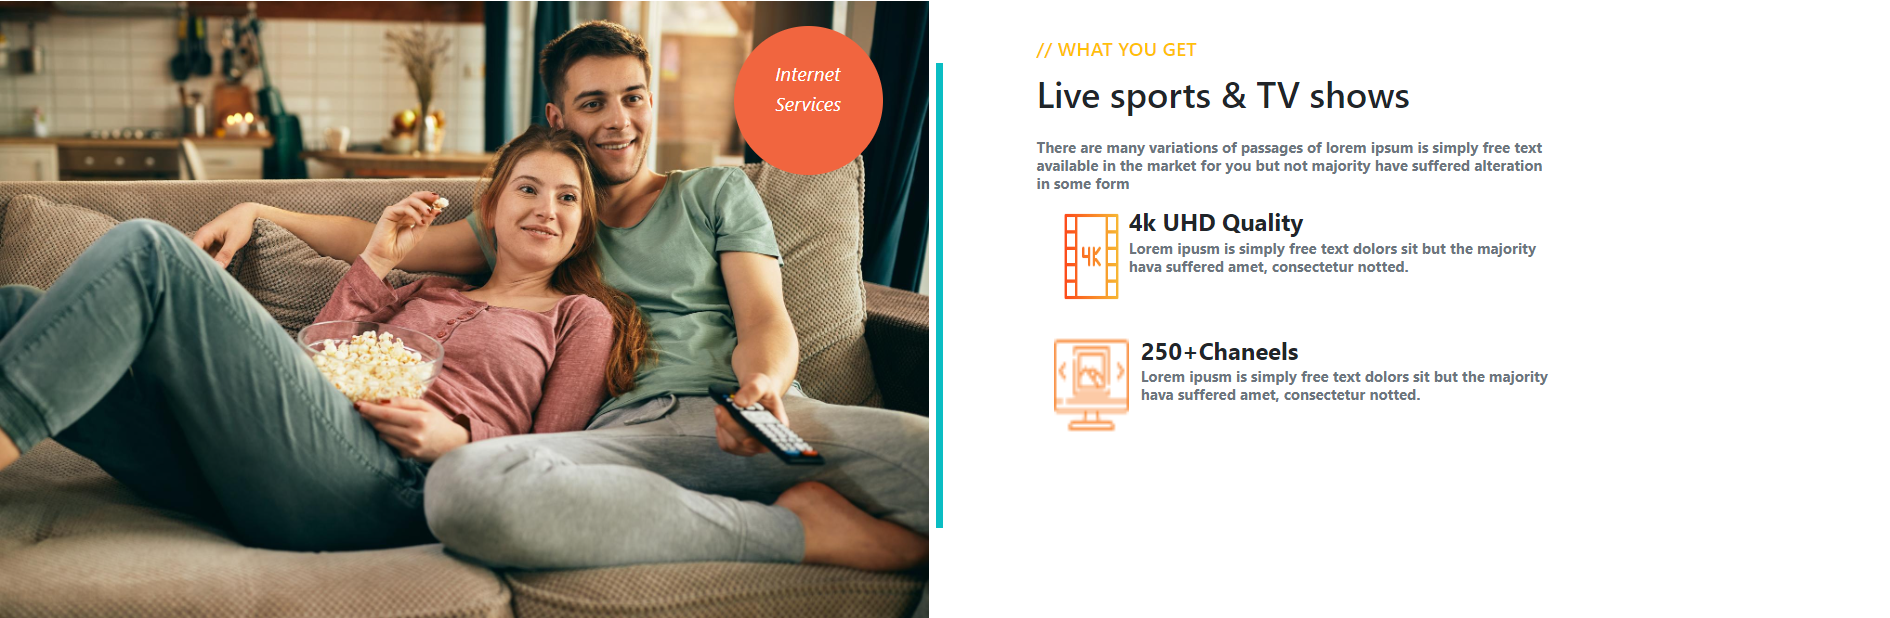 Internet
Services
// WHAT YOU GET
Live sports & TV shows
There are many variations of passages of lorem ipsum is simply free text
available in the market for you but not majority have suffered alteration
in some form
4K
4k UHD Quality
Lorem ipusm is simply free text dolors sit but the majority
hava suffered amet, consectetur notted.
250+Chaneels
Lorem ipusm is simply free text dolors sit but the majority
hava suffered amet, consectetur notted.